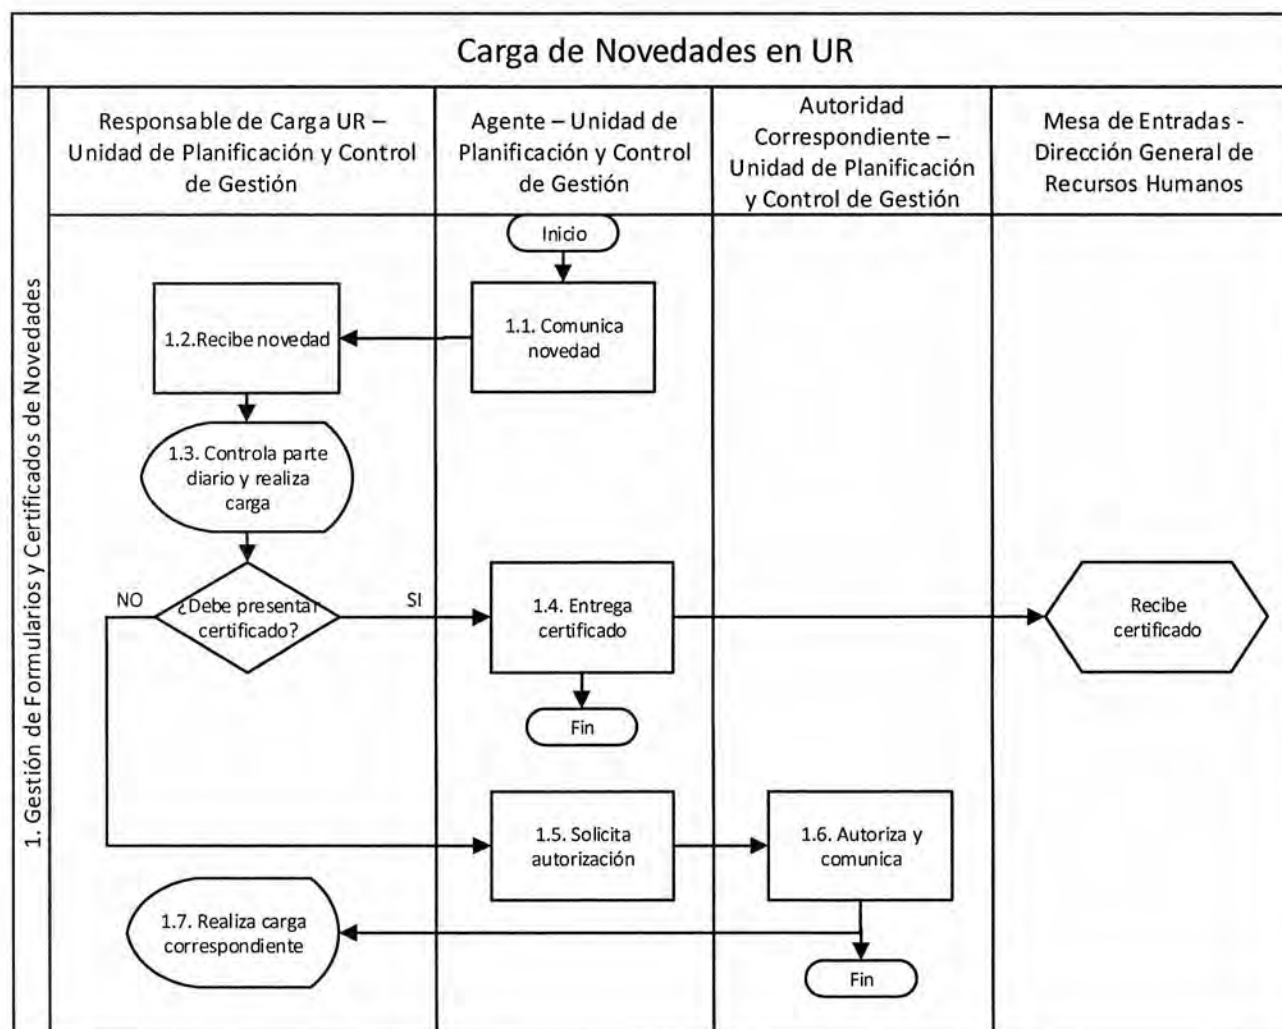 Carga de Novedades en UR
Responsable de Carga UR –
Unidad de Planificación y Control
de Gestión
Agente – Unidad de
Planificación y Control
de Gestión
Autoridad
Correspondiente –
Unidad de Planificación
y Control de Gestión
Mesa de Entradas -
Dirección General de
Recursos Humanos
1. Gestión de Formularios y Certificados de Novedades
Inicio
1.1. Comunica
novedad
1.2.Recibe novedad
1.3. Controla parte
diario y realiza
carga
¿Debe presentar
certificado?
NO
SI
1.4. Entrega
certificado
Recibe
certificado
Fin
1.5. Solicita
autorización
1.6. Autoriza y
comunica
1.7. Realiza carga
correspondiente
Fin